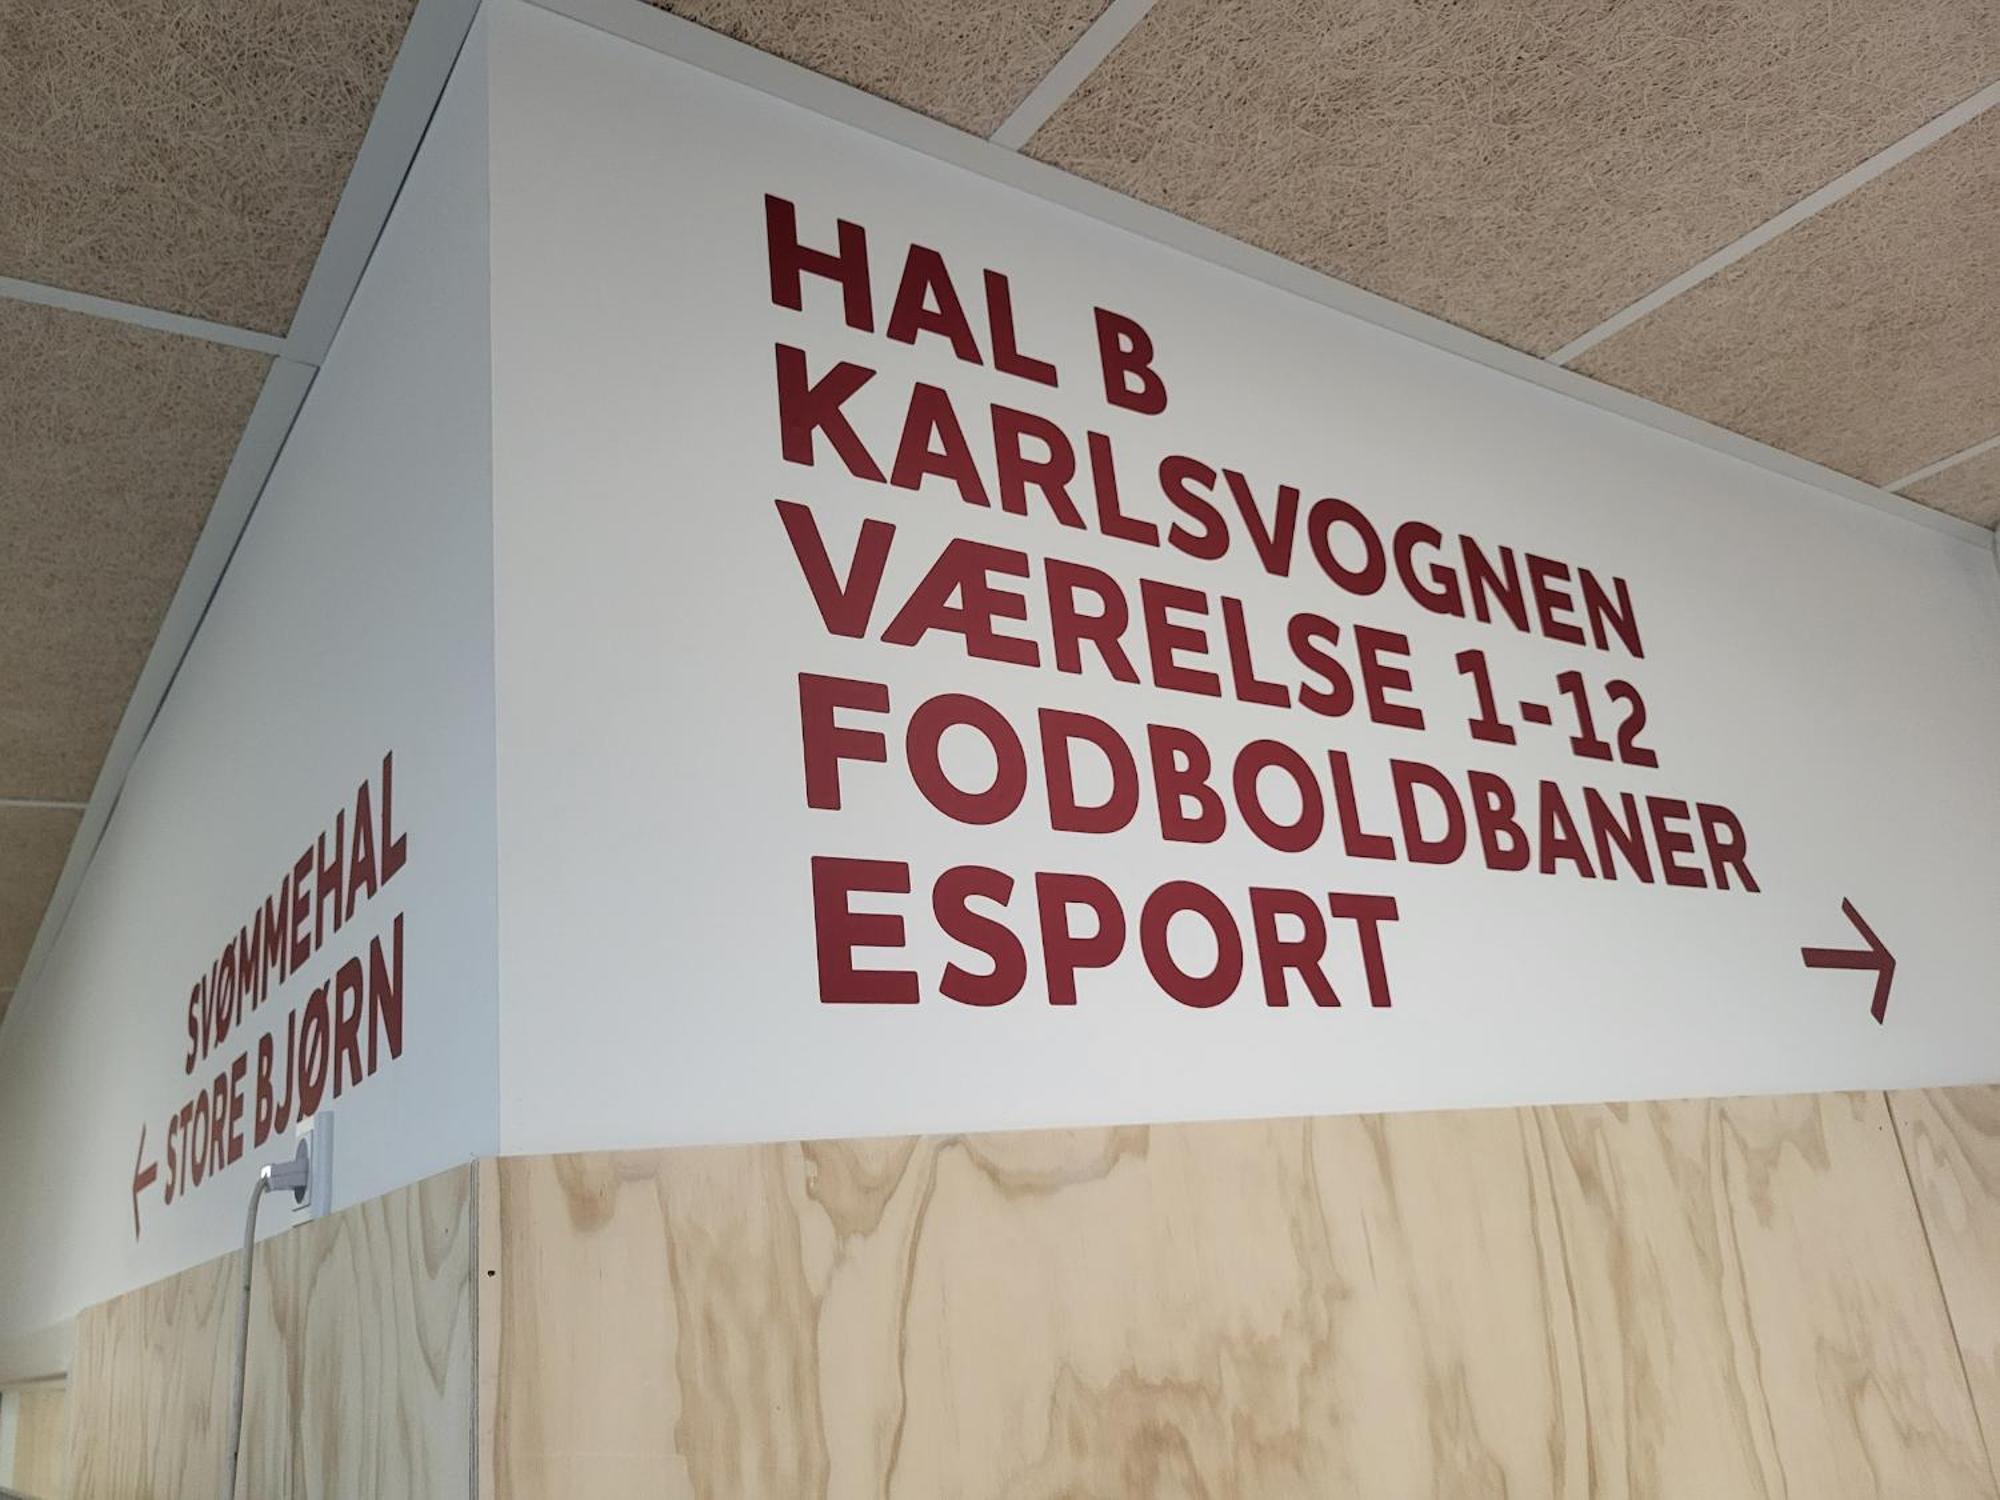 SVØMMEHAL
← STORE BJØRN
HAL B
KARLSVOGNEN
VÆRELSE 1-12
FODBOLDBANER
ESPORT →